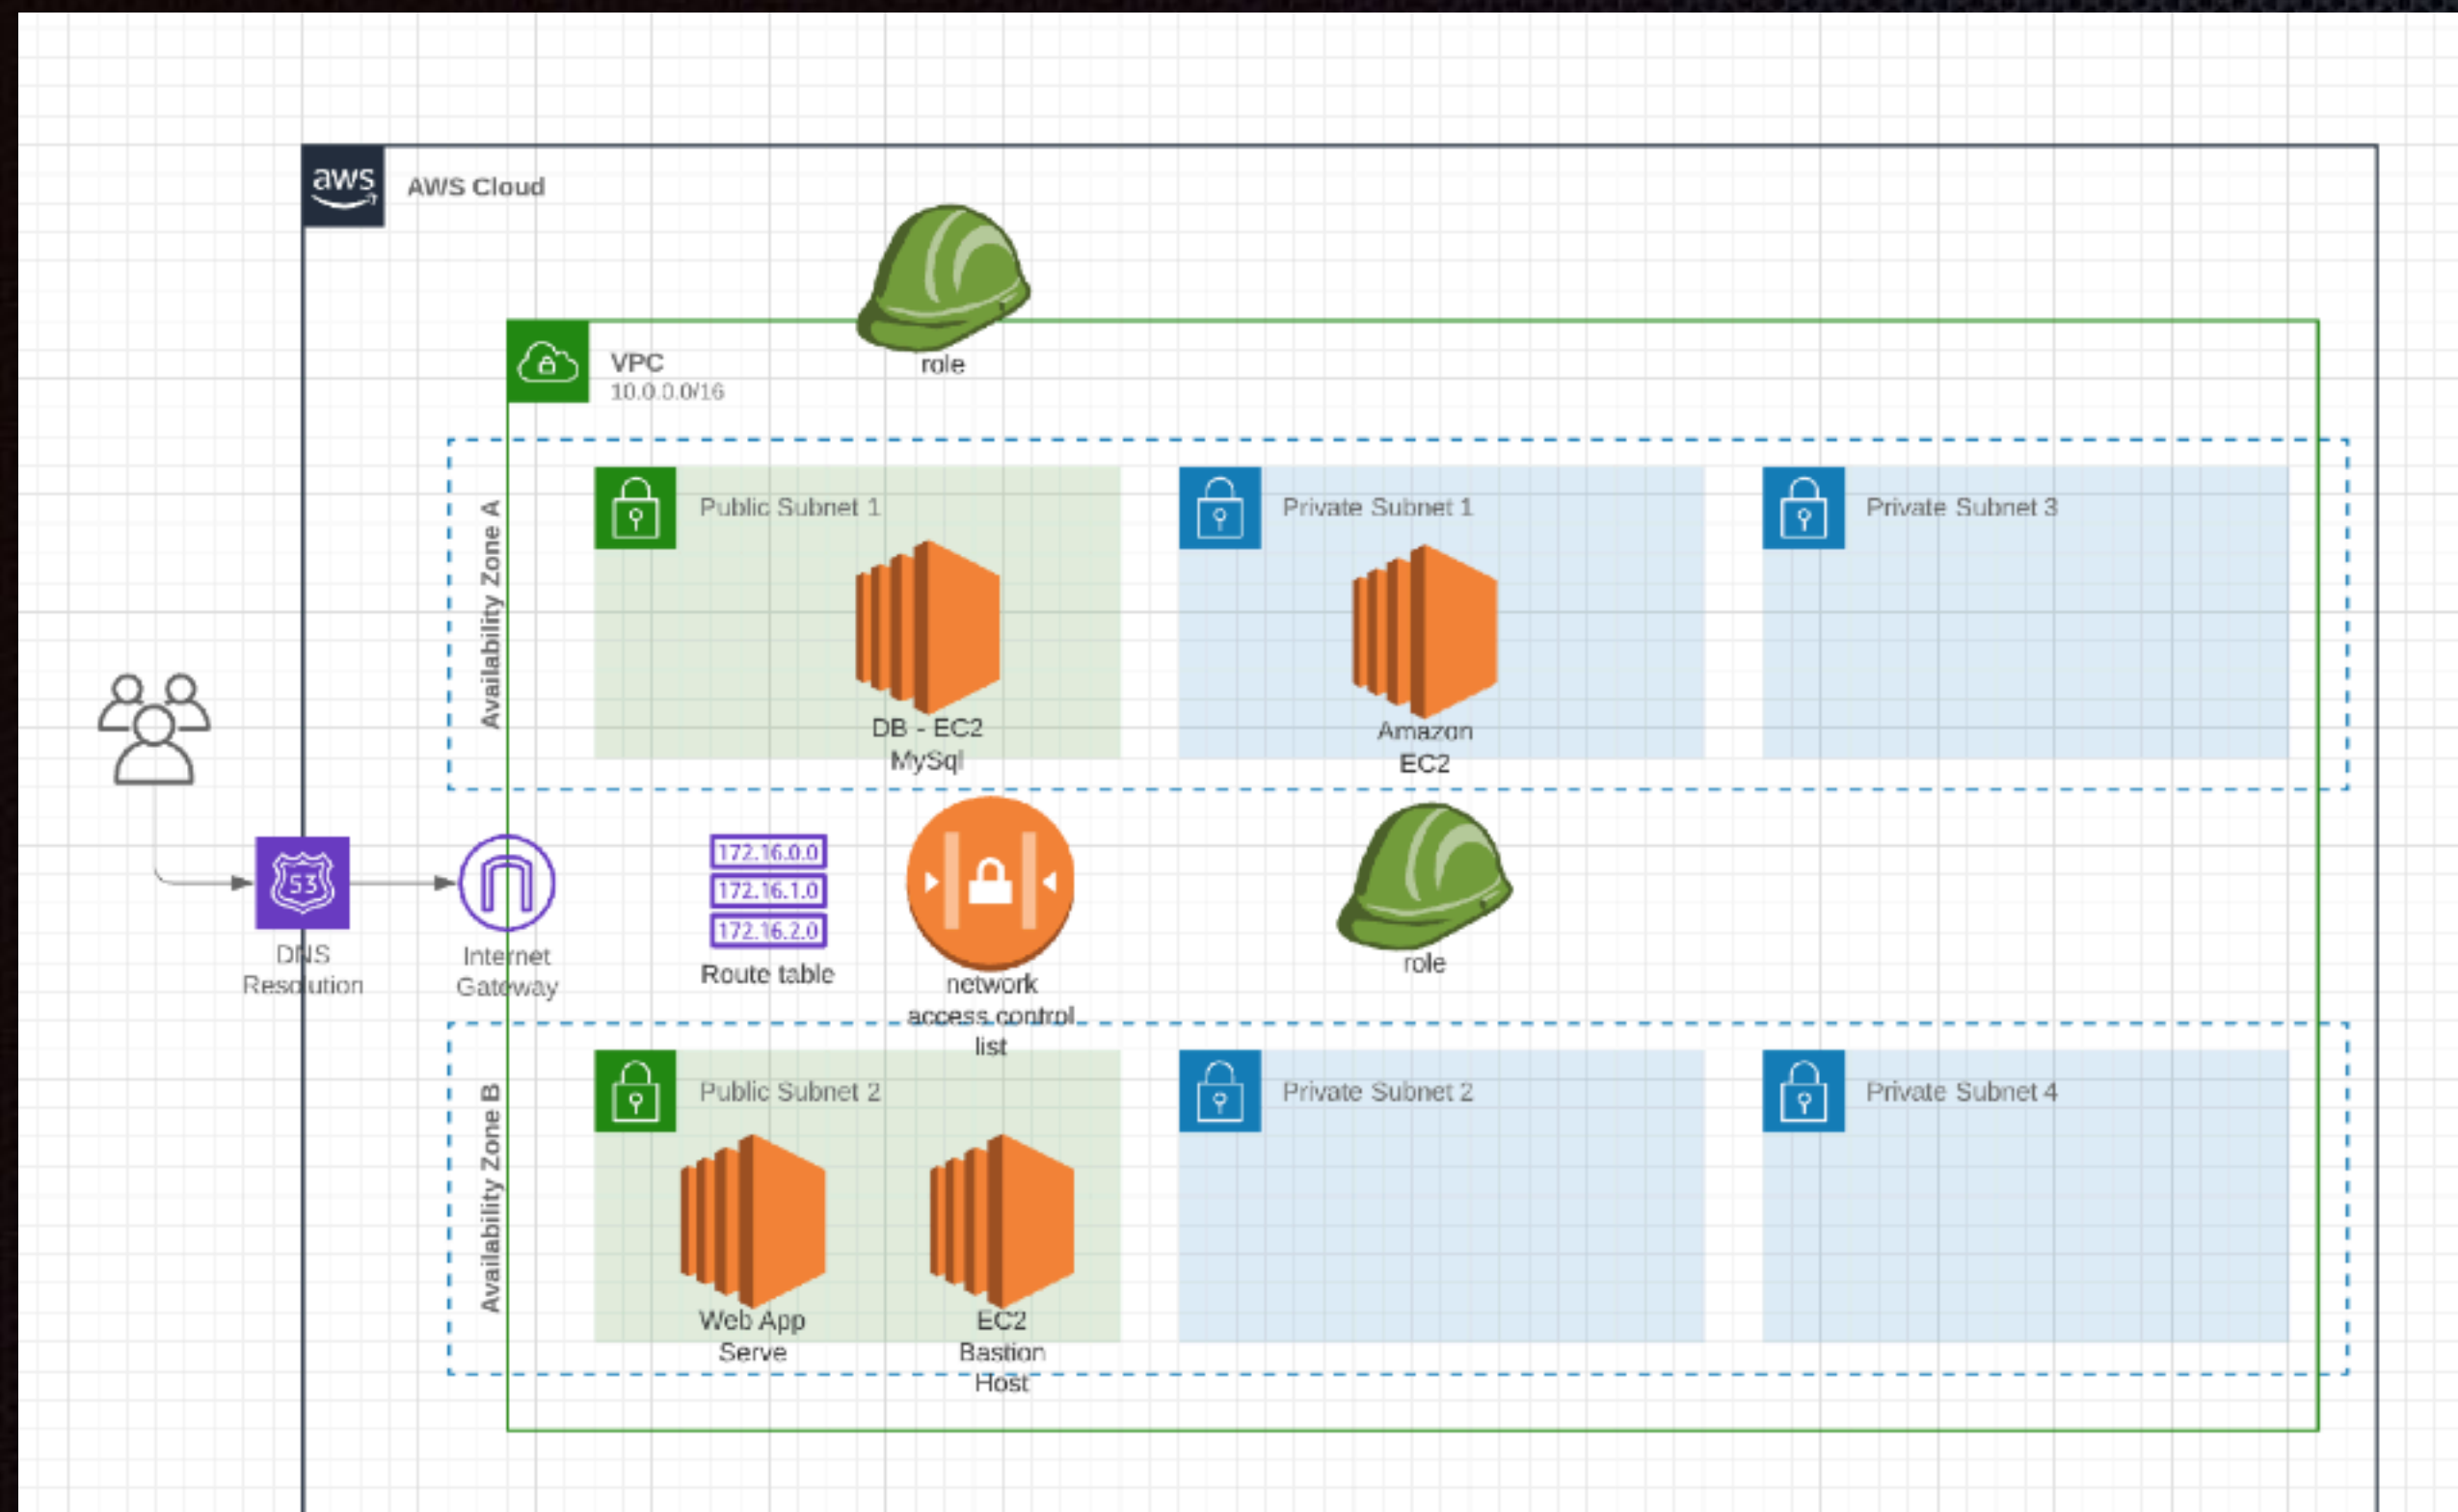 aws
AWS Cloud
role
VPC
10.0.0.0/16
Availability Zone A
Public Subnet 1
Private Subnet 1
Private Subnet 3
DB - EC2
MySql
Amazon
EC2
53
DNS
Resolution
Internet
Gateway
172.16.0.0
172.16.1.0
172.16.2.0
Route table
network
access control
list
role
Availability Zone B
Public Subnet 2
Private Subnet 2
Private Subnet 4
Web App
Serve
EC2
Bastion
Host